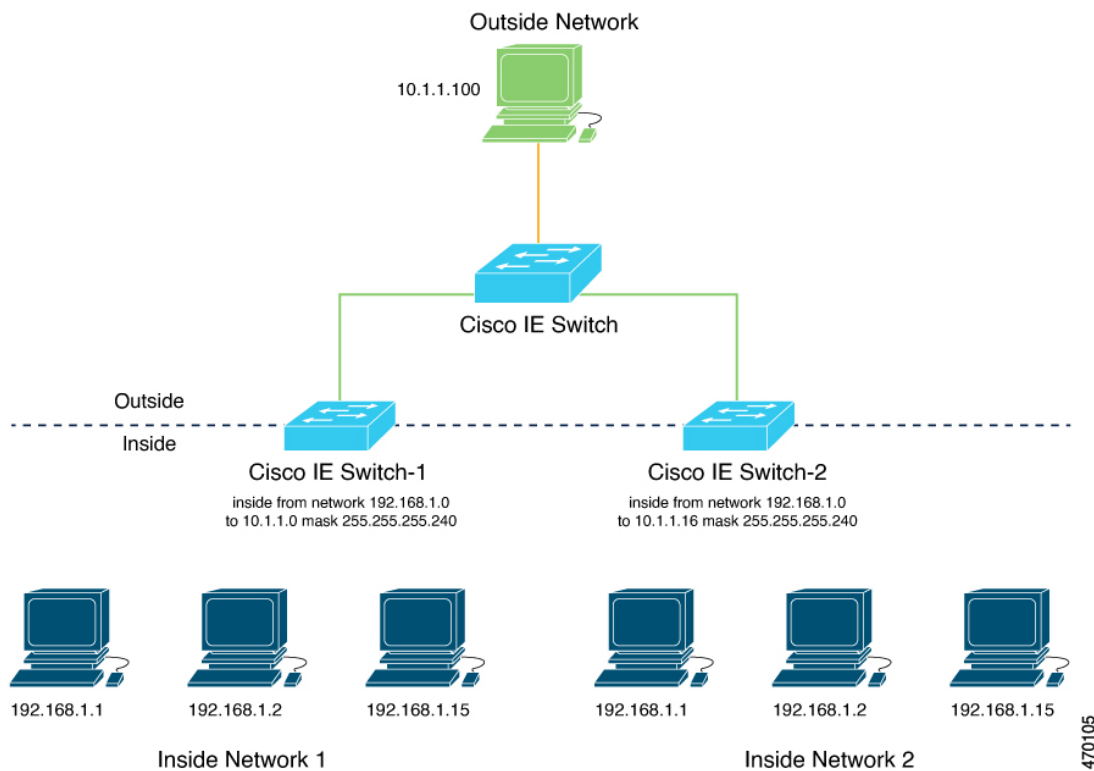 Outside Network
10.1.1.100
Cisco IE Switch
Outside
Inside
Cisco IE Switch-1
inside from network 192.168.1.0
to 10.1.1.0 mask 255.255.255.240
Cisco IE Switch-2
inside from network 192.168.1.0
to 10.1.1.16 mask 255.255.255.240
192.168.1.1
192.168.1.2
192.168.1.15
Inside Network 1
192.168.1.1
192.168.1.2
192.168.1.15
Inside Network 2
470105